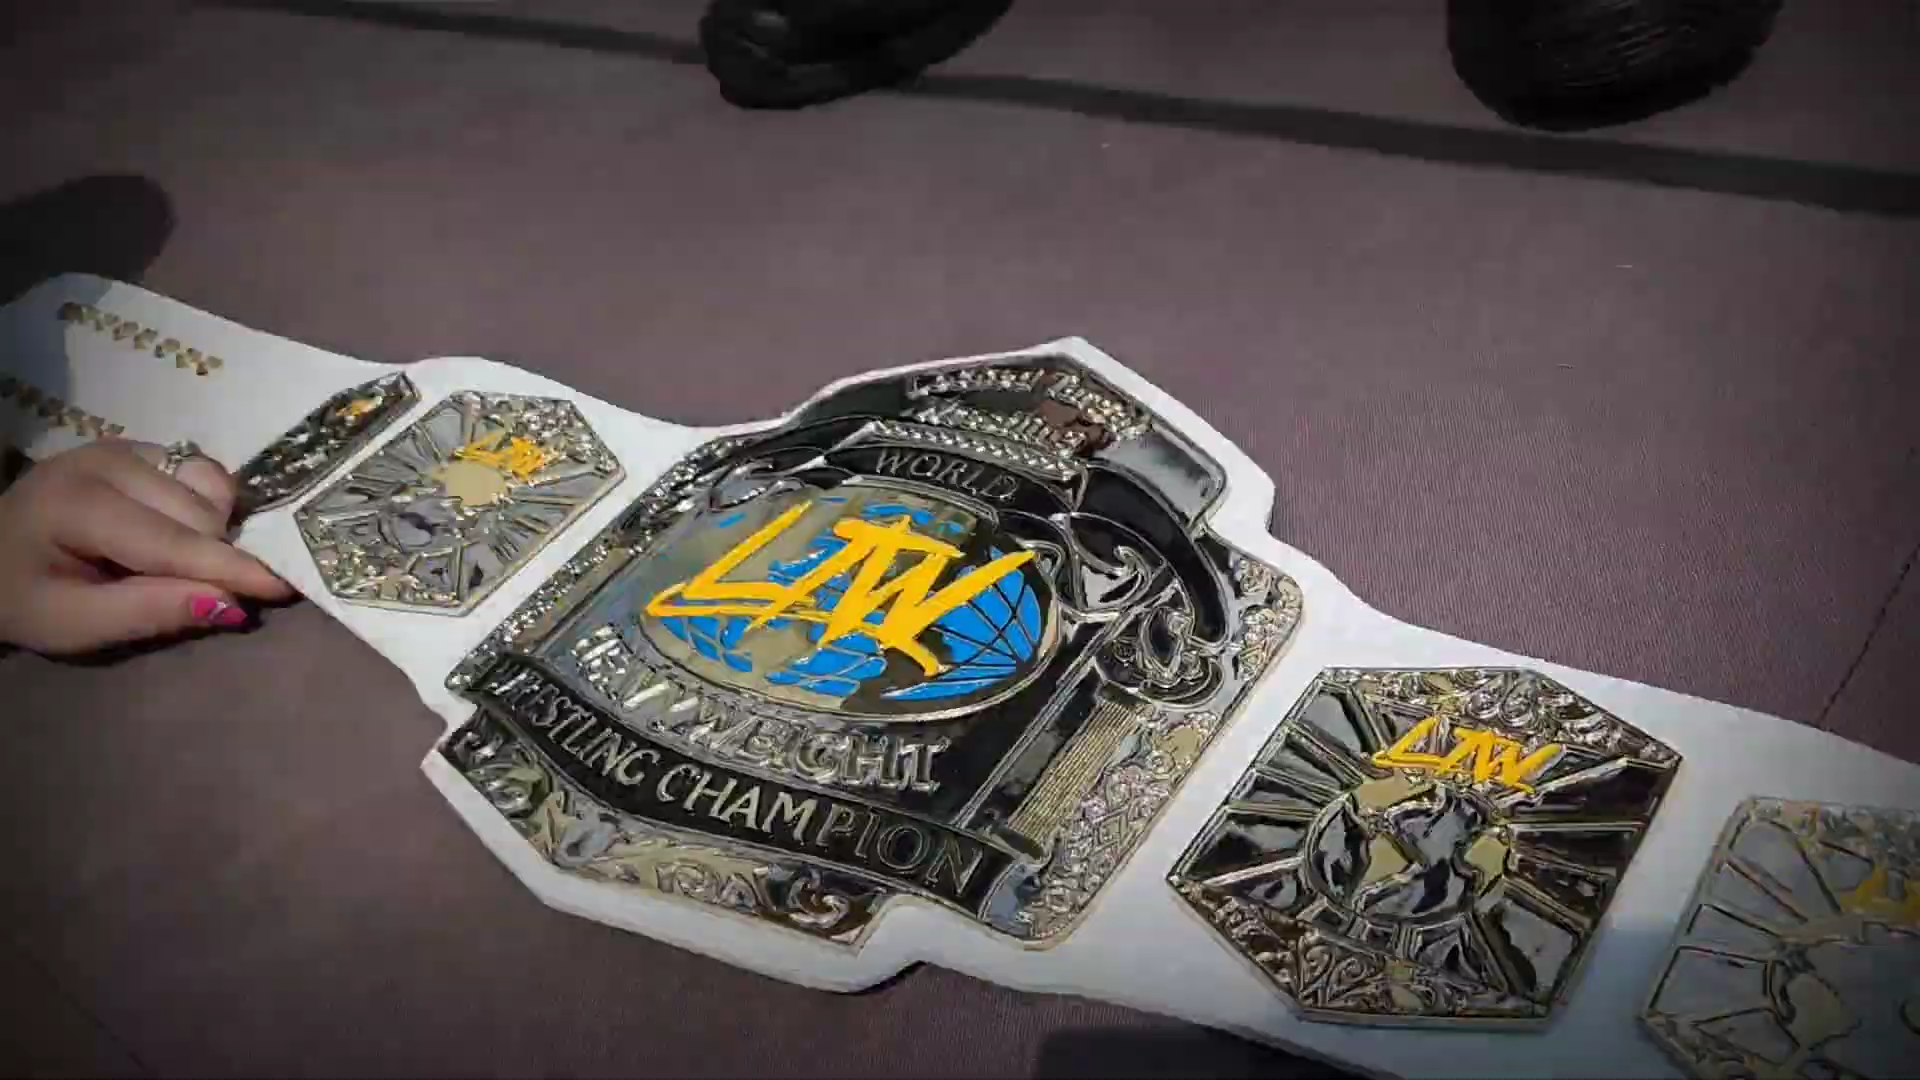 WORLD
LTW
HEAVYWEIGHT
WRESTLING CHAMPION
LTW
LTW